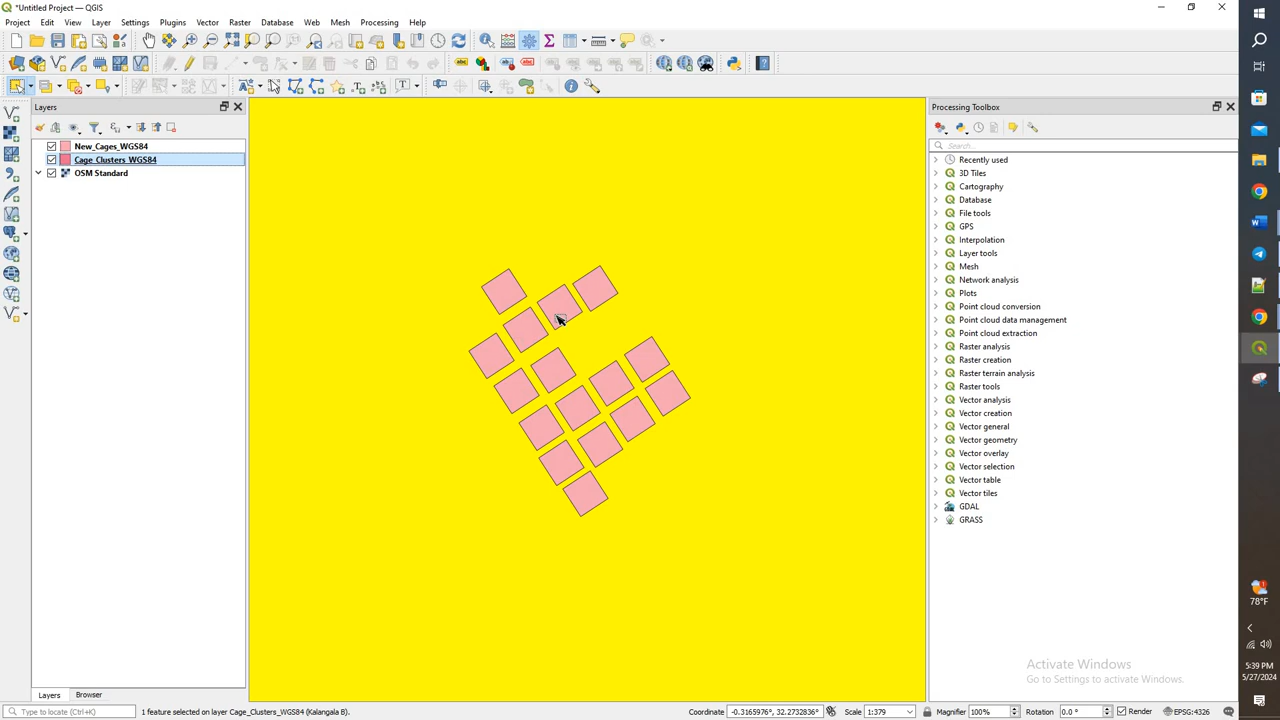 *Untitled Project — QGIS
Project Edit View Layer Settings Plugins Vector Raster Database Web Mesh Processing Help
Layers
Processing Toolbox
Search...
New_Cages_WGS84
Cage_Clusters_WGS84
OSM Standard
Recently used
3D Tiles
Cartography
Database
File tools
GPS
Interpolation
Layer tools
Mesh
Network analysis
Plots
Point cloud conversion
Point cloud data management
Point cloud extraction
Raster analysis
Raster creation
Raster terrain analysis
Raster tools
Vector analysis
Vector creation
Vector general
Vector geometry
Vector overlay
Vector selection
Vector table
Vector tiles
GDAL
GRASS
78°F
Activate Windows
Go to Settings to activate Windows.
5:39 PM
5/27/2024
Layers Browser
Type to locate (Ctrl+K) 1 feature selected on layer Cage_Clusters_WGS84 (Kalangala B). Coordinate -0.3165976°, 32.2732836° Scale 1:379 Magnifier 100% Rotation 0.0 ° Render EPSG:4326